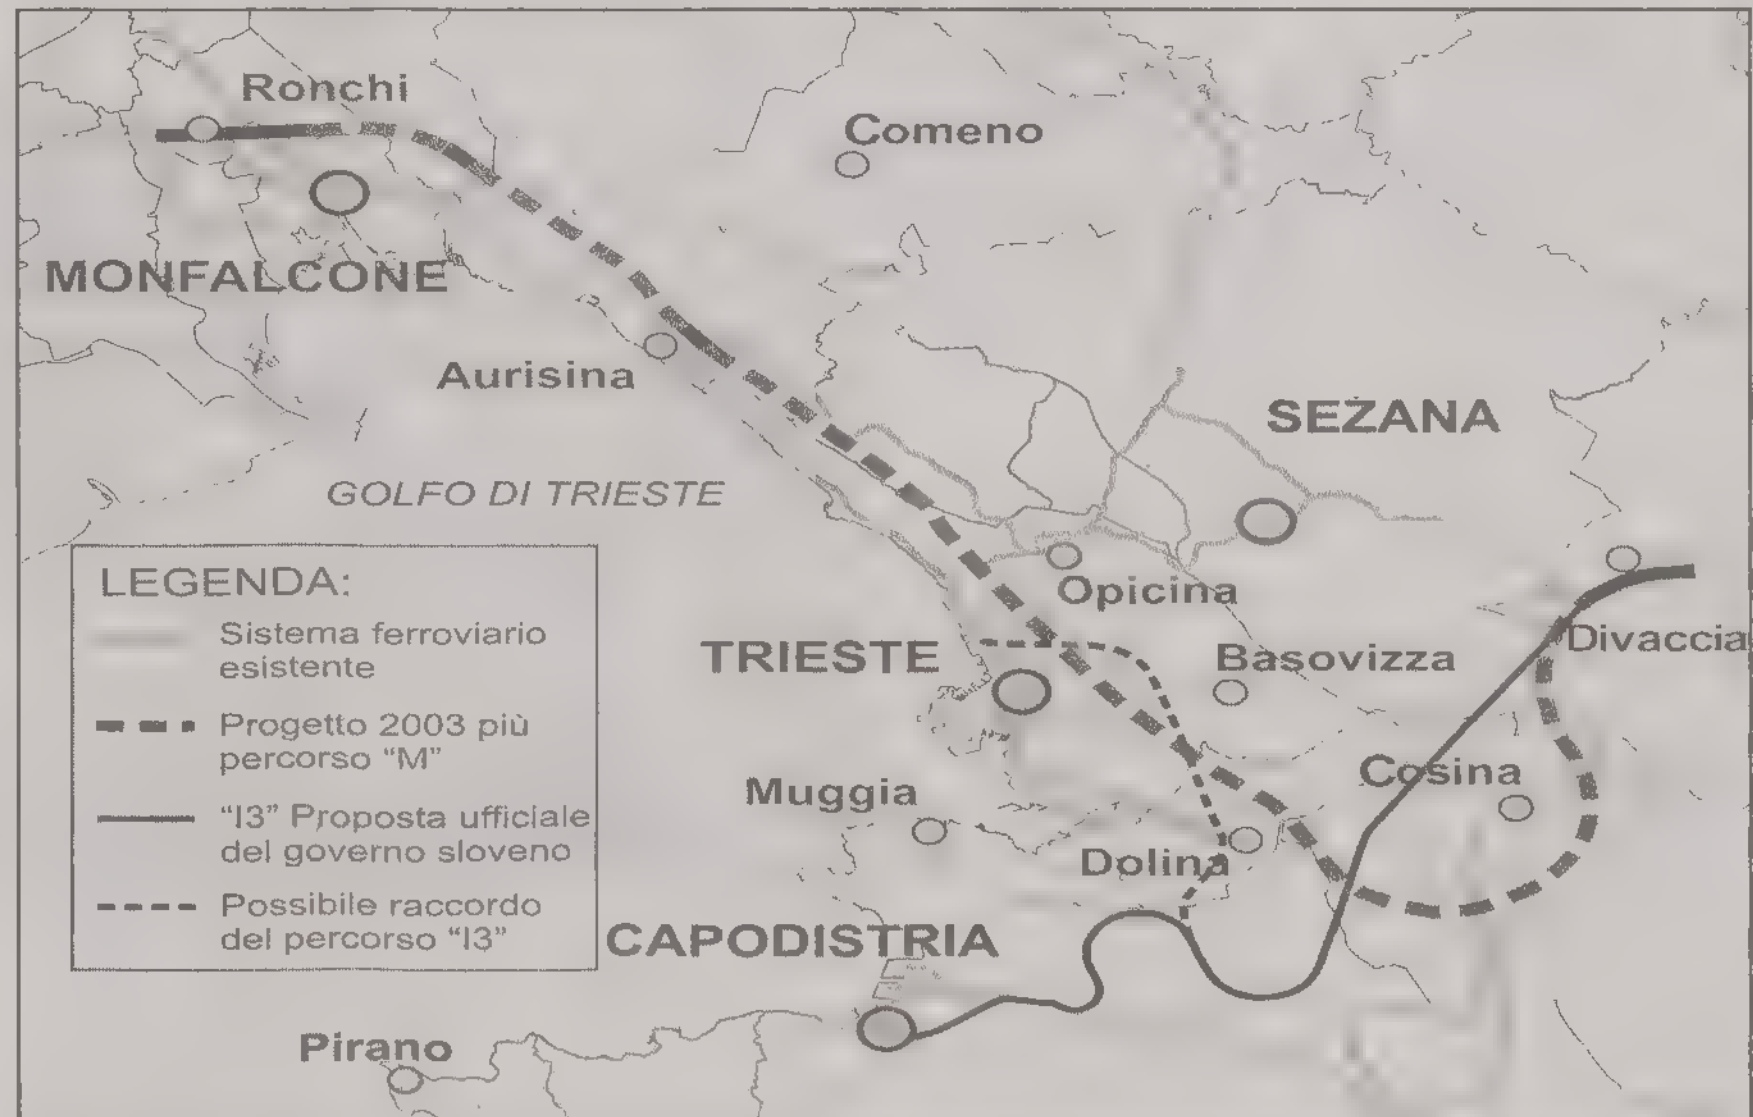 Ronchi
Comeno
MONFALCONE
Aurisina
SEŻANA
GOLFO DI TRIESTE
LEGENDA:
Sistema ferroviario
esistente
Progetto 2003 più
percorso “M”
“I3” Proposta ufficiale
del governo sloveno
Possibile raccordo
del percorso “I3”
Opicina
TRIESTE
Basovizza
Divaccia
Cosina
Muggia
Dolina
CAPODISTRIA
Pirano